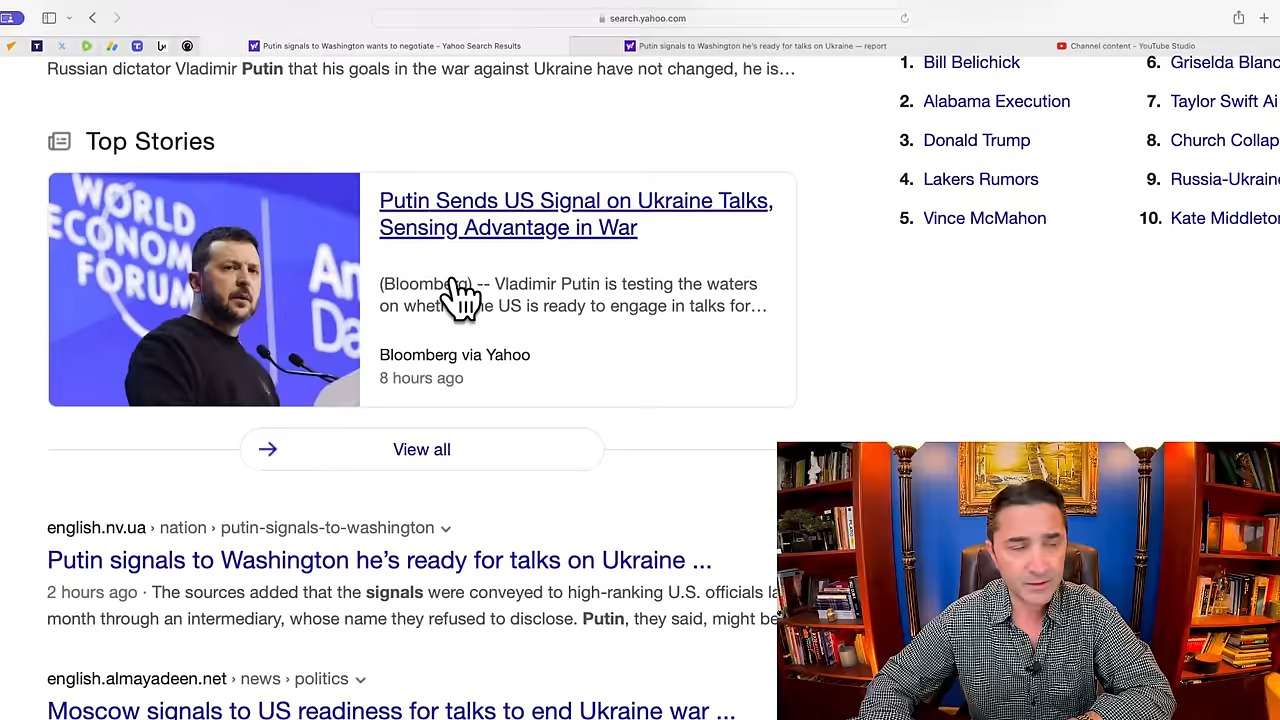 search.yahoo.com
Putin signals to Washington wants to negotiate - Yahoo Search Results
Putin signals to Washington he's ready for talks on Ukraine — report
Channel content - YouTube Studio
Russian dictator Vladimir Putin that his goals in the war against Ukraine have not changed, he is...
1. Bill Belichick
2. Alabama Execution
3. Donald Trump
4. Lakers Rumors
5. Vince McMahon
6. Griselda Blanc
7. Taylor Swift Ai
8. Church Collap
9. Russia-Ukrain
10. Kate Middleto
Top Stories
WORLD
ECONOMIC
FORUM
Putin Sends US Signal on Ukraine Talks,
Sensing Advantage in War
(Bloomberg) -- Vladimir Putin is testing the waters
on whether the US is ready to engage in talks for...
Bloomberg via Yahoo
8 hours ago
View all
english.nv.ua › nation › putin-signals-to-washington
Putin signals to Washington he's ready for talks on Ukraine ...
2 hours ago · The sources added that the signals were conveyed to high-ranking U.S. officials la
month through an intermediary, whose name they refused to disclose. Putin, they said, might be
english.almayadeen.net › news › politics
Moscow signals to US readiness for talks to end Ukraine war ...